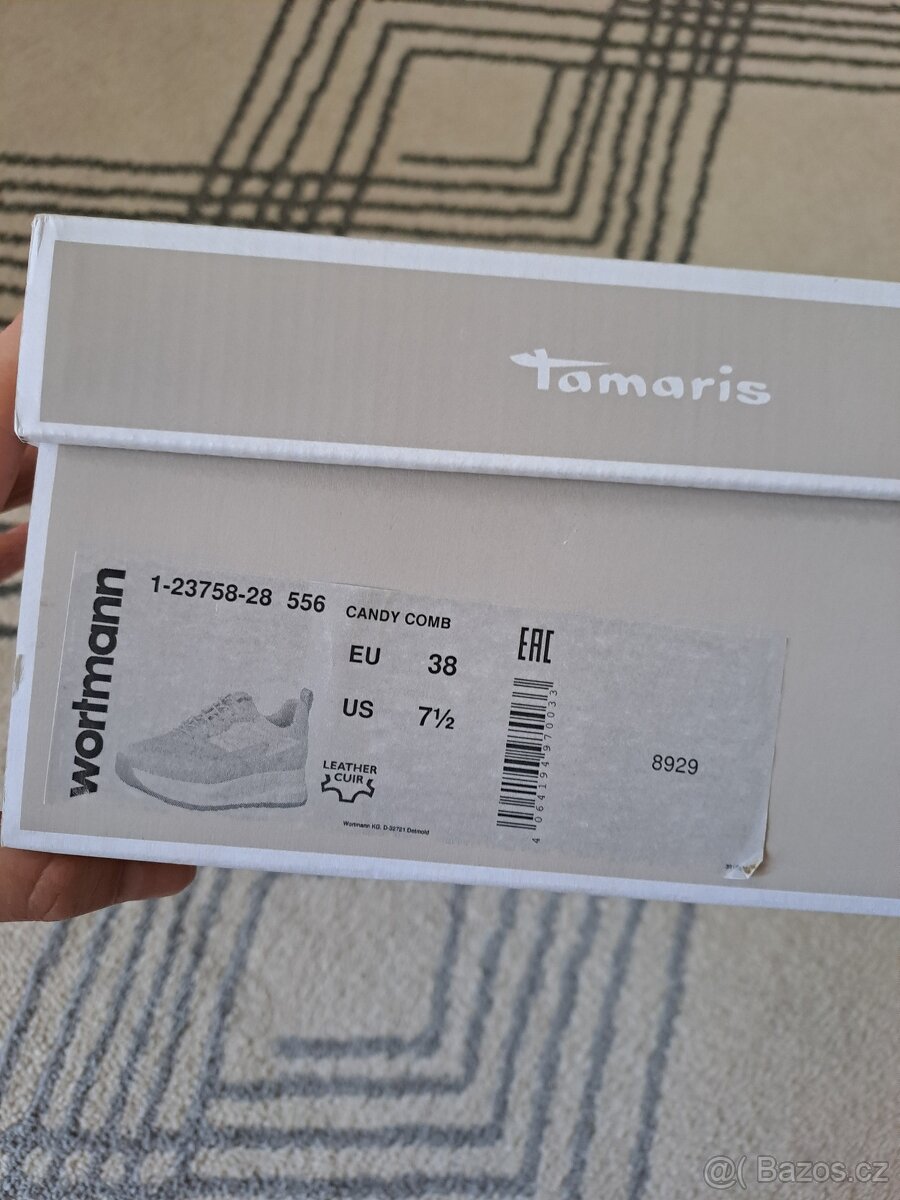 Tamaris
wortmann
1-23758-28 556
CANDY COMB
EU 38
US 7½
LEATHER
CUIR
Wortmann KG. D-32721 Detmold
EAC
4 064194 970033
8929
@( Bazos.cz